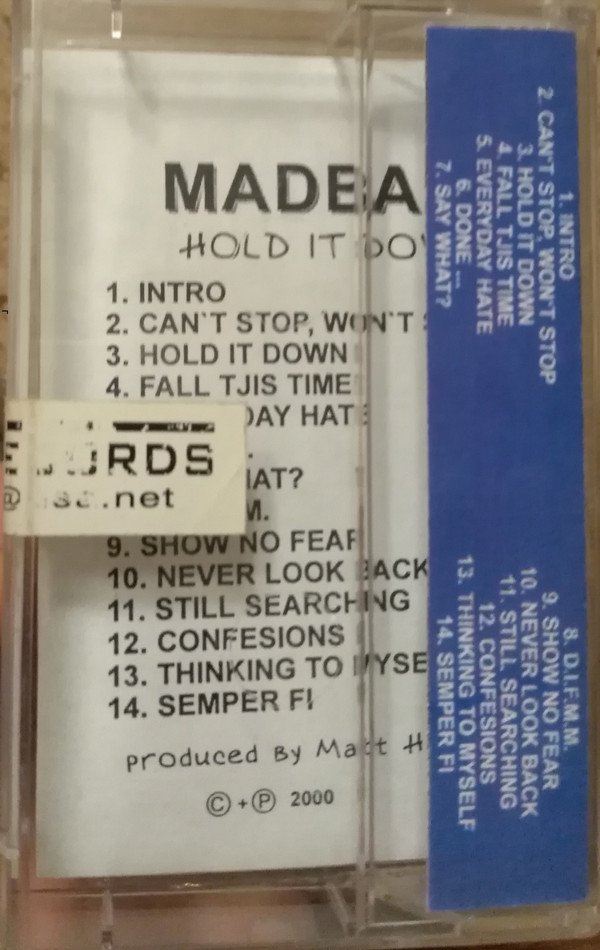 MADBA
HOLD IT DO
1. INTRO
2. CAN'T STOP, WON'T
3. HOLD IT DOWN
4. FALL TJIS TIME
DAY HATE
HAT?
M.
9. SHOW NO FEAR
10. NEVER LOOK BACK
11. STILL SEARCHING
12. CONFESIONS
13. THINKING TO MYSE
14. SEMPER FI
Produced By Matt H
© + ℗ 2000
RDS
.net
1. INTRO
2. CAN'T STOP, WON'T STOP
3. HOLD IT DOWN
4. FALL TJIS TIME
5. EVERYDAY HATE
6. DONE ...
7. SAY WHAT?
8. D.I.F.M.M.
9. SHOW NO FEAR
10. NEVER LOOK BACK
11. STILL SEARCHING
12. CONFESIONS
13. THINKING TO MYSELF
14. SEMPER FI